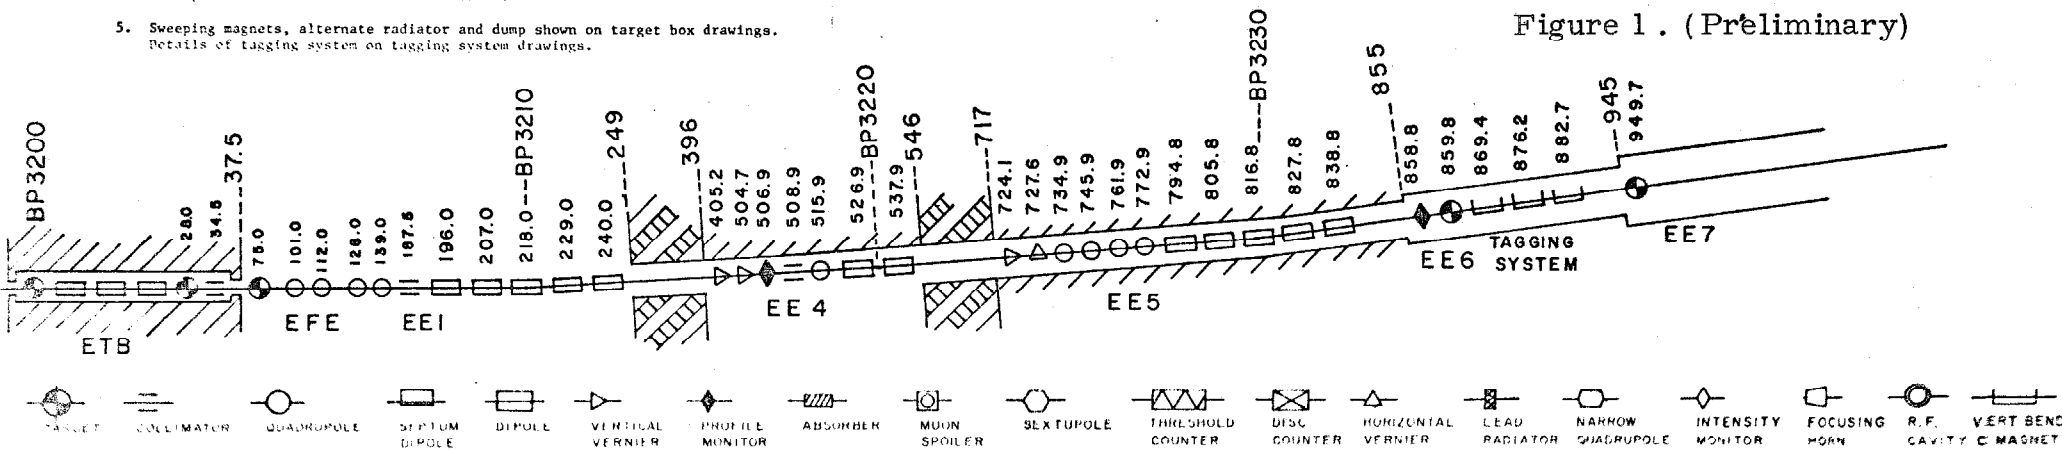 5. Sweeping magnets, alternate radiator and dump shown on target box drawings.
Details of tagging system on tagging system drawings.
Figure 1. (Preliminary)
BP3200
28.0
34.5
37.5
75.0
101.0
112.0
128.0
139.0
187.5
196.0
207.0
218.0--BP3210
229.0
240.0
249
396
405.2
504.7
506.9
508.9
515.9
526.9
BP3220
537.9
546
717
724.1
727.6
734.9
745.9
761.9
772.9
794.8
805.8
816.8---BP3230
827.8
838.8
855
858.8
859.8
869.4
876.2
882.7
945
949.7
ETB
EFE
EE1
EE 4
EE5
EE6
TAGGING
SYSTEM
EE7
TARGET
COLLIMATOR
QUADRUPOLE
SEPTUM
DIPOLE
DIPOLE
VERTICAL
VERNIER
PROFILE
MONITOR
ABSORBER
MUON
SPOILER
SEXTUPOLE
THRESHOLD
COUNTER
DISC
COUNTER
HORIZONTAL
VERNIER
LEAD
RADIATOR
NARROW
QUADRUPOLE
INTENSITY
MONITOR
FOCUSING
HORN
R.F.
CAVITY
VERT BEND
C MAGNET